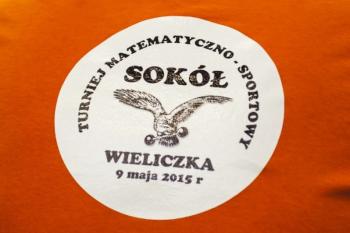 TURNIEJ MATEMATYCZNO - SPORTOWY
SOKÓŁ
WIELICZKA
9 maja 2015 r